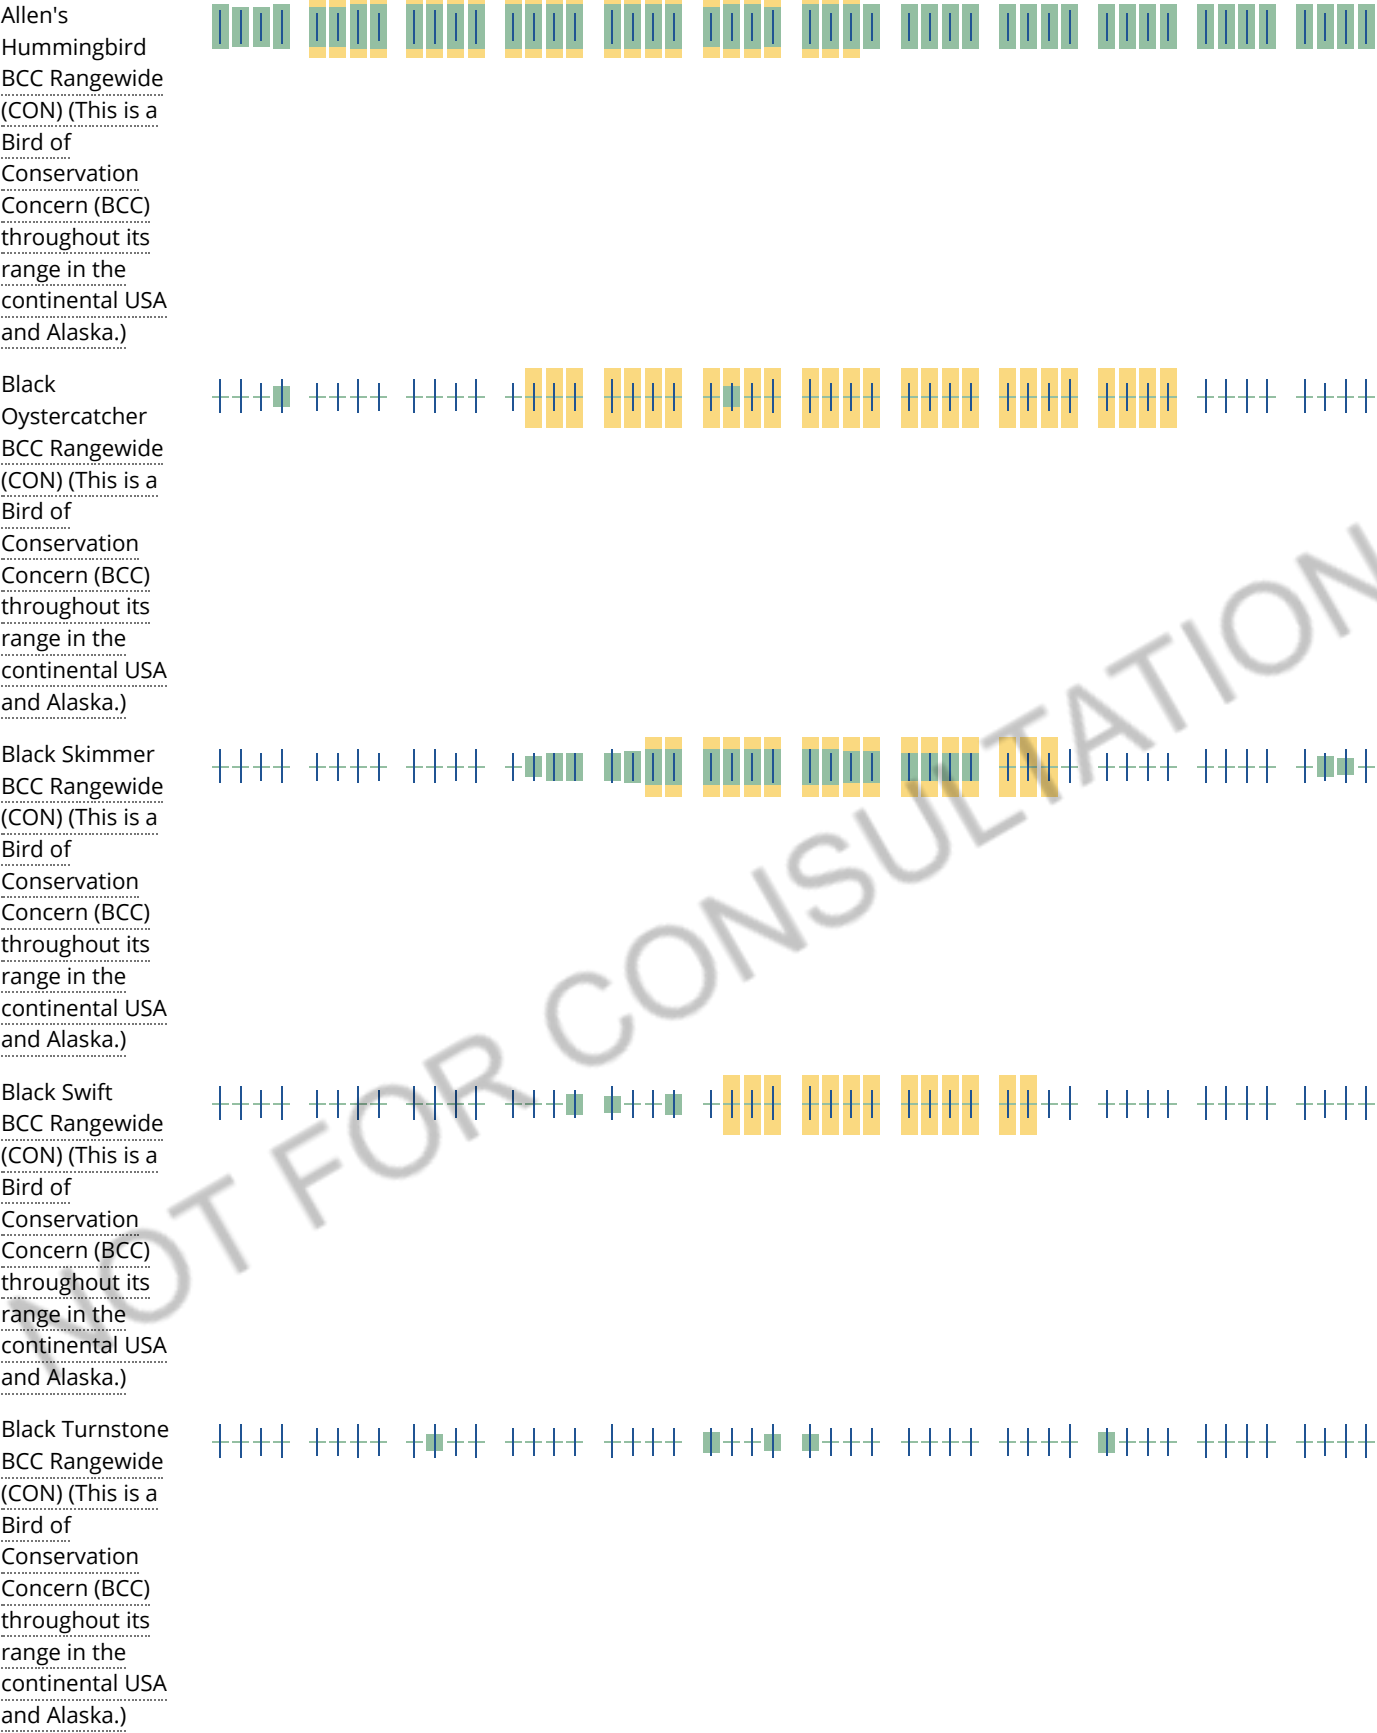 Allen's
Hummingbird
BCC Rangewide
(CON) (This is a
Bird of
Conservation
Concern (BCC)
throughout its
range in the
continental USA
and Alaska.)
Black
Oystercatcher
BCC Rangewide
(CON) (This is a
Bird of
Conservation
Concern (BCC)
throughout its
range in the
continental USA
and Alaska.)
Black Skimmer
BCC Rangewide
(CON) (This is a
Bird of
Conservation
Concern (BCC)
throughout its
range in the
continental USA
and Alaska.)
Black Swift
BCC Rangewide
(CON) (This is a
Bird of
Conservation
Concern (BCC)
throughout its
range in the
continental USA
and Alaska.)
Black Turnstone
BCC Rangewide
(CON) (This is a
Bird of
Conservation
Concern (BCC)
throughout its
range in the
continental USA
and Alaska.)
NOT FOR CONSULTATION